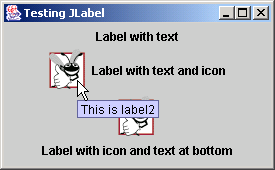 Testing JLabel
Label with text
Label with text and icon
This is label2
Label with icon and text at bottom